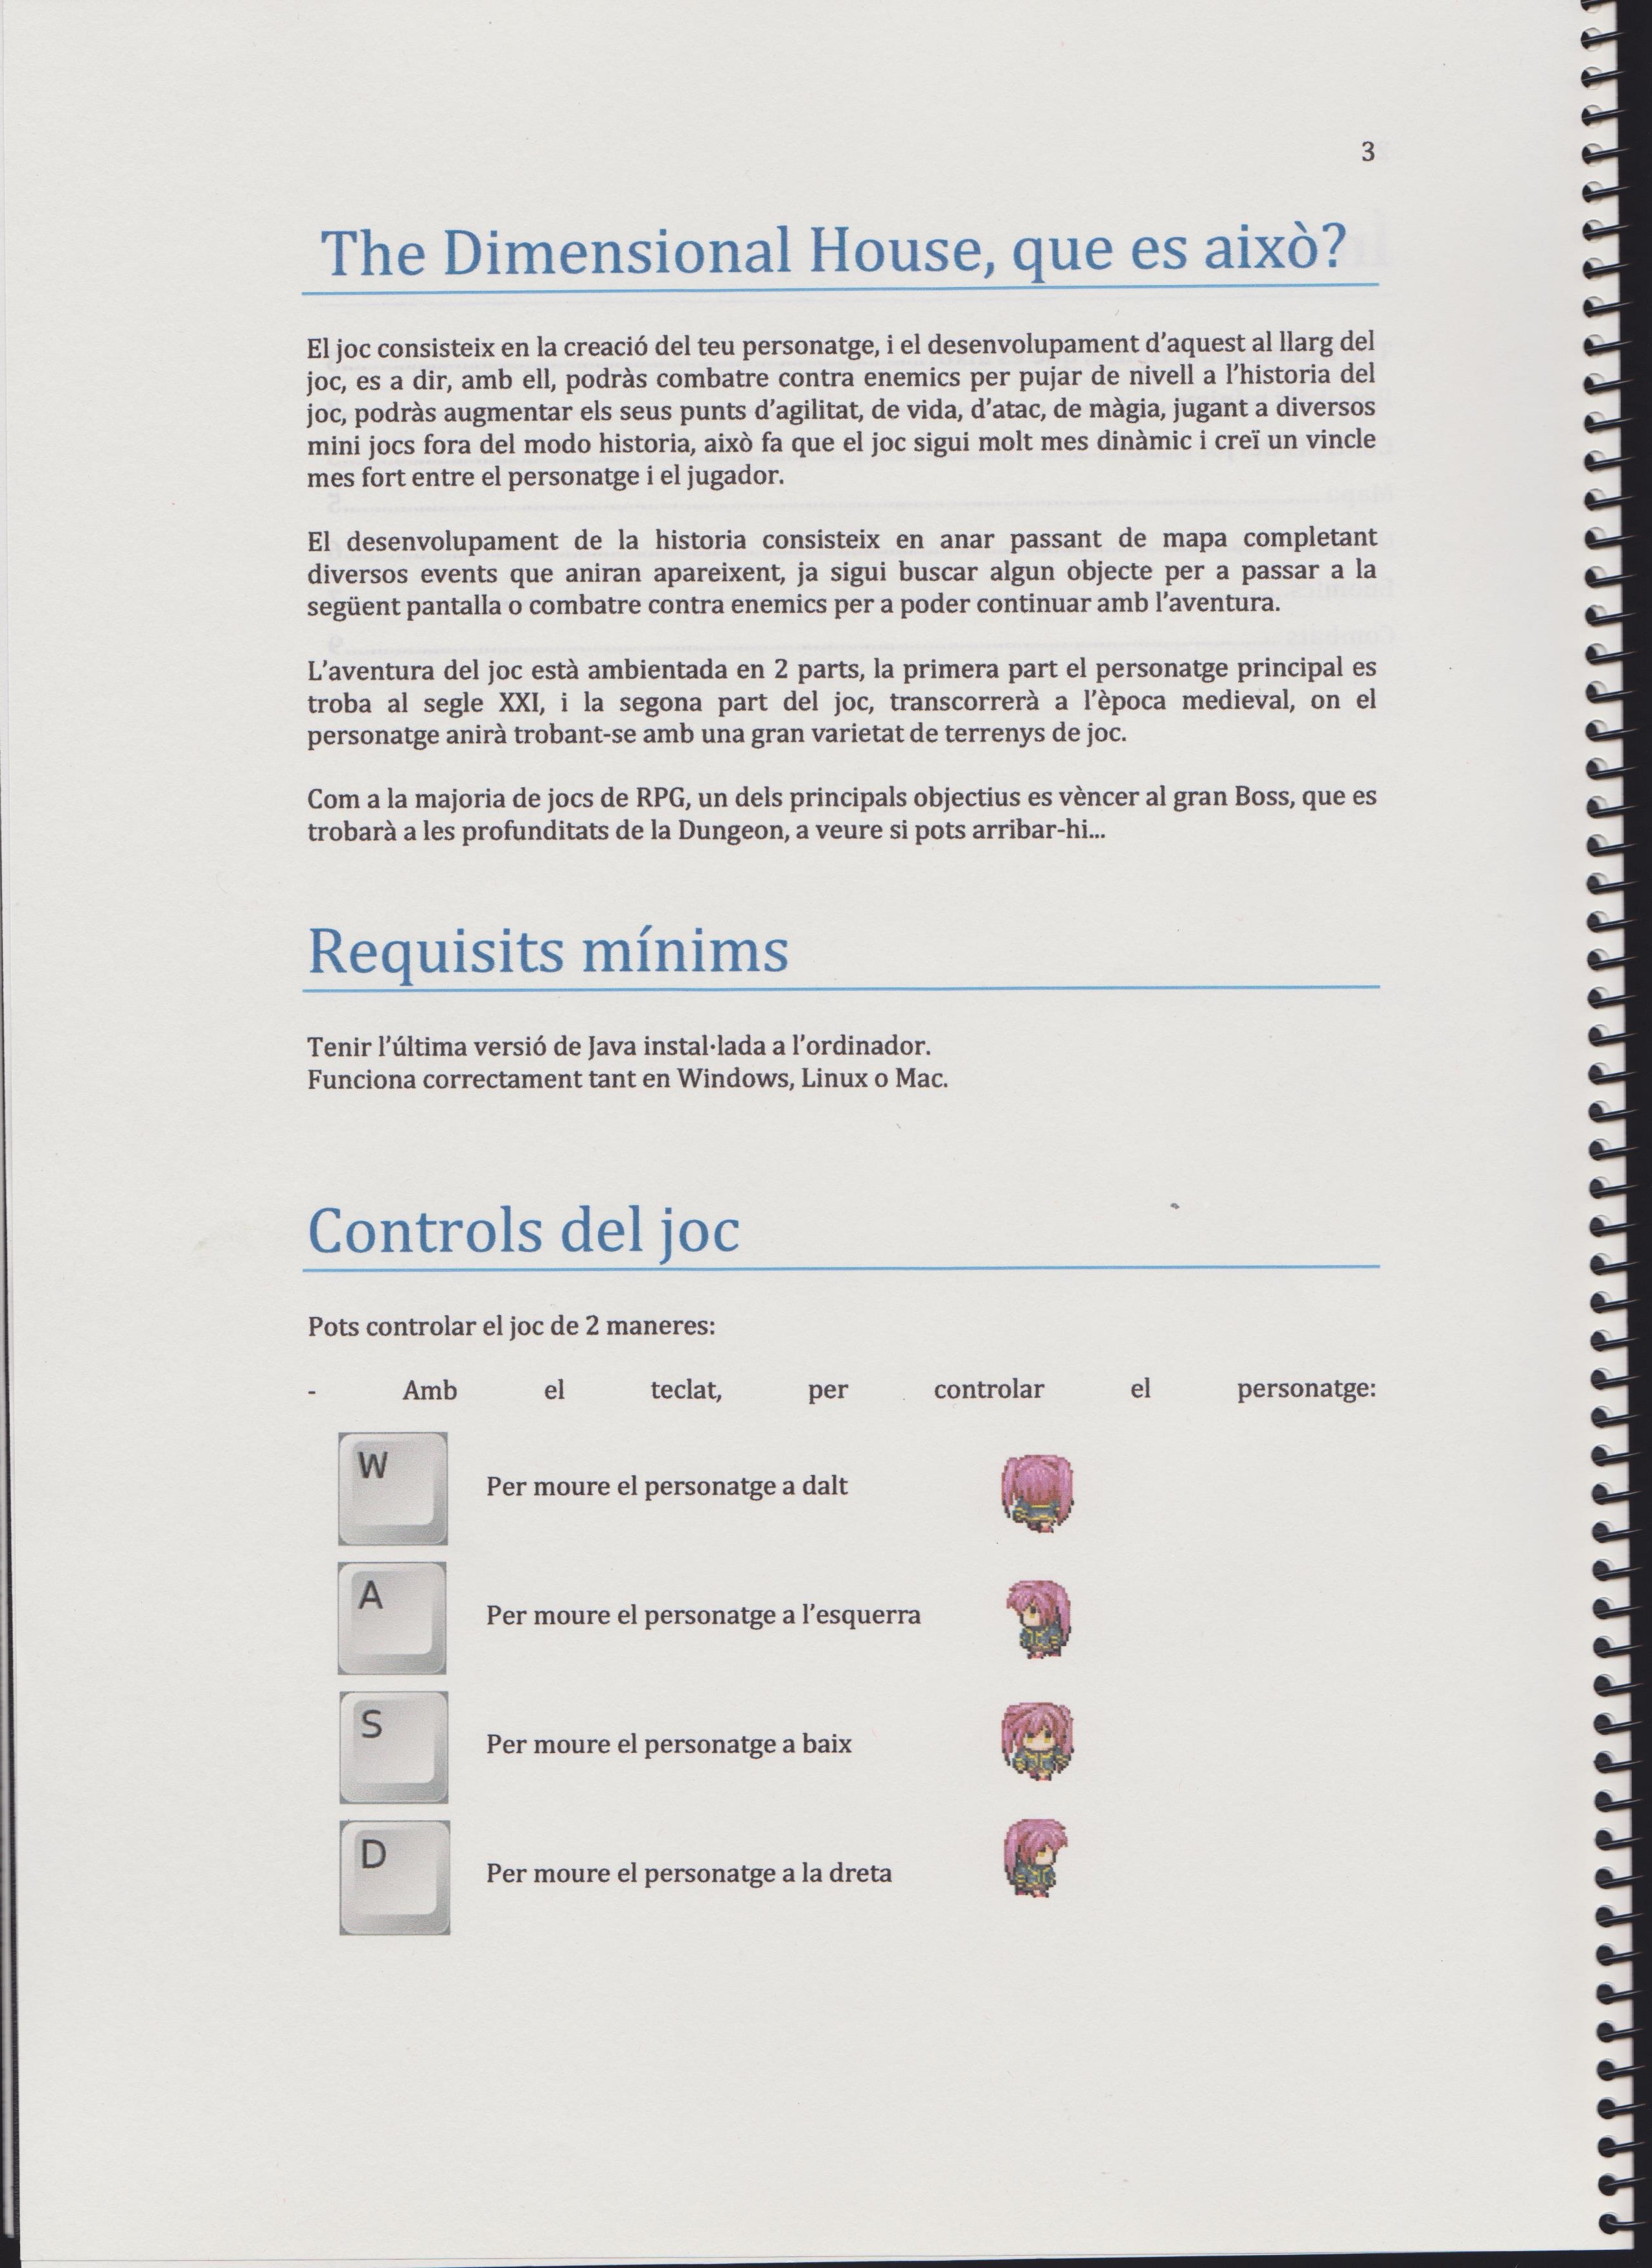 3
The Dimensional House, que es això?
El joc consisteix en la creació del teu personatge, i el desenvolupament d'aquest al llarg del
joc, es a dir, amb ell, podràs combatre contra enemics per pujar de nivell a l'historia del
joc, podràs augmentar els seus punts d'agilitat, de vida, d'atac, de màgia, jugant a diversos
mini jocs fora del modo historia, això fa que el joc sigui molt mes dinàmic i creï un vincle
mes fort entre el personatge i el jugador.
El desenvolupament de la historia consisteix en anar passant de mapa completant
diversos events que aniran apareixent, ja sigui buscar algun objecte per a passar a la
següent pantalla o combatre contra enemics per a poder continuar amb l'aventura.
L'aventura del joc està ambientada en 2 parts, la primera part el personatge principal es
troba al segle XXI, i la segona part del joc, transcorrerà a l'època medieval, on el
personatge anirà trobant-se amb una gran varietat de terrenys de joc.
Com a la majoria de jocs de RPG, un dels principals objectius es vèncer al gran Boss, que es
trobarà a les profunditats de la Dungeon, a veure si pots arribar-hi...
Requisits mínims
Tenir l'última versió de Java instal·lada a l'ordinador.
Funciona correctament tant en Windows, Linux o Mac.
Controls del joc
Pots controlar el joc de 2 maneres:
- Amb el teclat, per controlar el personatge:
W Per moure el personatge a dalt
A Per moure el personatge a l'esquerra
S Per moure el personatge a baix
D Per moure el personatge a la dreta